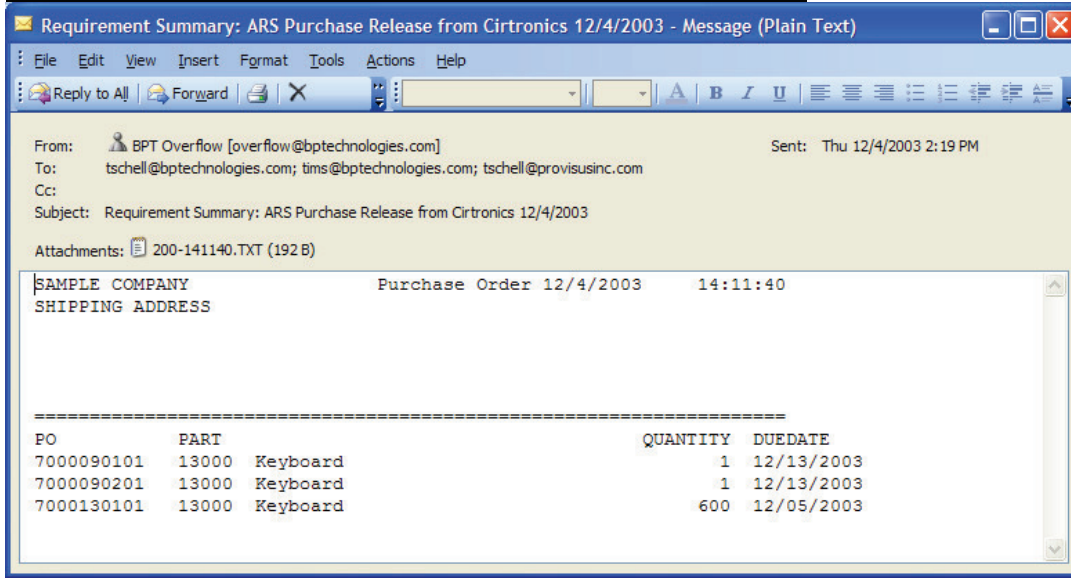 Requirement Summary: ARS Purchase Release from Cirtronics 12/4/2003 - Message (Plain Text)
File Edit View Insert Format Tools Actions Help
Reply to All Forward A B I U
From: BPT Overflow [overflow@bptechnologies.com] Sent: Thu 12/4/2003 2:19 PM
To: tschell@bptechnologies.com; tims@bptechnologies.com; tschell@provisusinc.com
Cc:
Subject: Requirement Summary: ARS Purchase Release from Cirtronics 12/4/2003
Attachments: 200-141140.TXT (192 B)
SAMPLE COMPANY Purchase Order 12/4/2003 14:11:40
SHIPPING ADDRESS
======================================================================
PO PART QUANTITY DUEDATE
7000090101 13000 Keyboard 1 12/13/2003
7000090201 13000 Keyboard 1 12/13/2003
7000130101 13000 Keyboard 600 12/05/2003